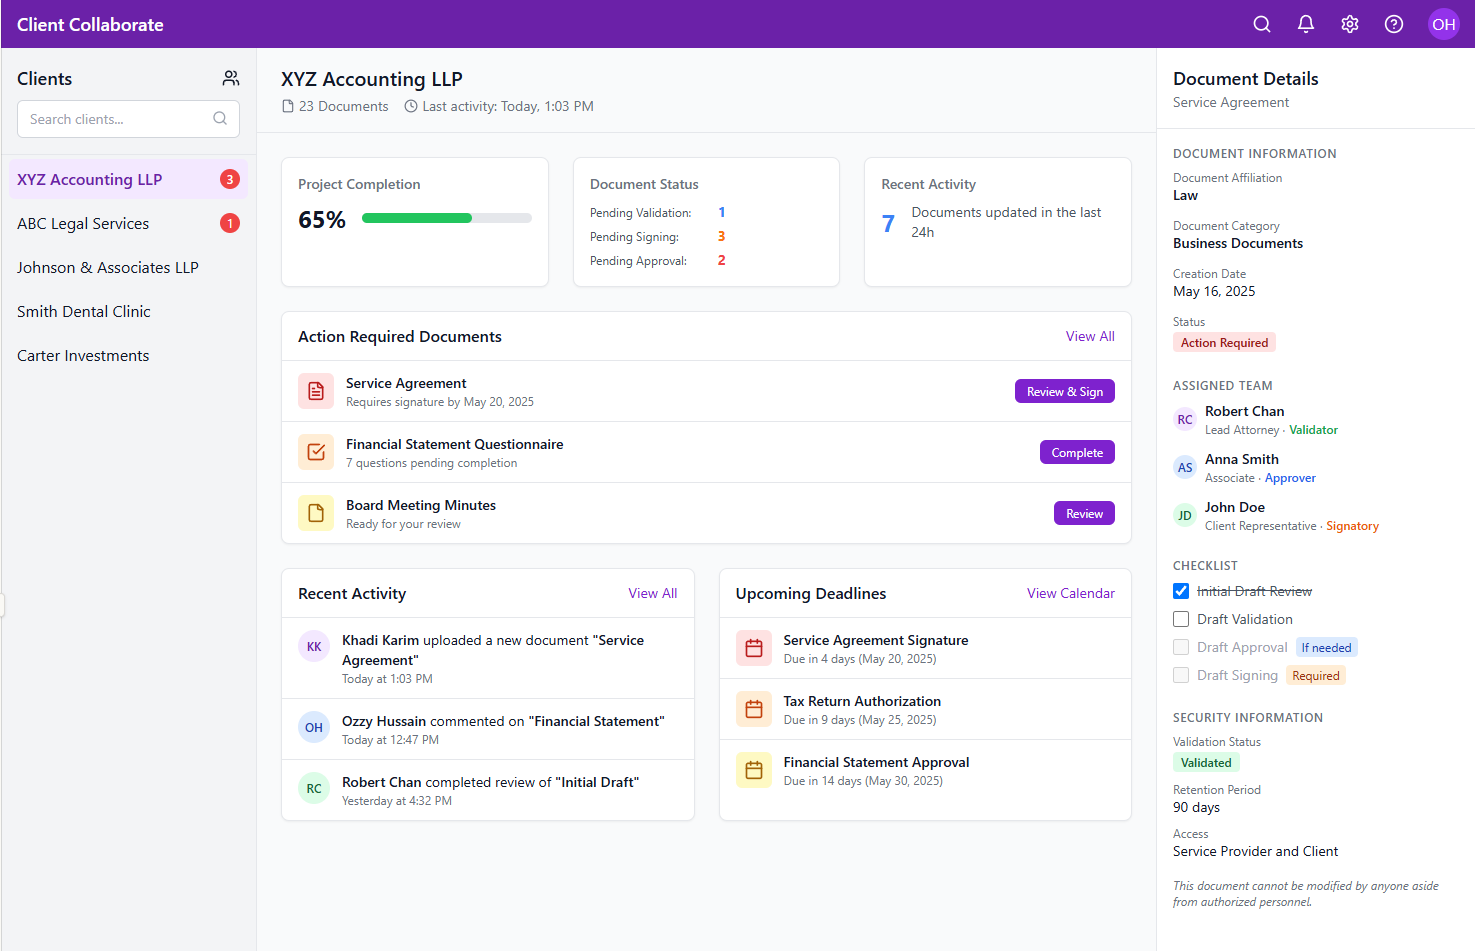 Client Collaborate
OH
Clients
Search clients...
XYZ Accounting LLP
3
ABC Legal Services
1
Johnson & Associates LLP
Smith Dental Clinic
Carter Investments
XYZ Accounting LLP
23 Documents
Last activity: Today, 1:03 PM
Project Completion
65%
Document Status
Pending Validation: 1
Pending Signing: 3
Pending Approval: 2
Recent Activity
7
Documents updated in the last
24h
Action Required Documents
View All
Service Agreement
Requires signature by May 20, 2025
Review & Sign
Financial Statement Questionnaire
7 questions pending completion
Complete
Board Meeting Minutes
Ready for your review
Review
Recent Activity
View All
KK
Khadi Karim uploaded a new document "Service
Agreement"
Today at 1:03 PM
OH
Ozzy Hussain commented on "Financial Statement"
Today at 12:47 PM
RC
Robert Chan completed review of "Initial Draft"
Yesterday at 4:32 PM
Upcoming Deadlines
View Calendar
Service Agreement Signature
Due in 4 days (May 20, 2025)
Tax Return Authorization
Due in 9 days (May 25, 2025)
Financial Statement Approval
Due in 14 days (May 30, 2025)
Document Details
Service Agreement
DOCUMENT INFORMATION
Document Affiliation
Law
Document Category
Business Documents
Creation Date
May 16, 2025
Status
Action Required
ASSIGNED TEAM
RC
Robert Chan
Lead Attorney · Validator
AS
Anna Smith
Associate · Approver
JD
John Doe
Client Representative · Signatory
CHECKLIST
Initial Draft Review
Draft Validation
Draft Approval If needed
Draft Signing Required
SECURITY INFORMATION
Validation Status
Validated
Retention Period
90 days
Access
Service Provider and Client
This document cannot be modified by anyone aside
from authorized personnel.